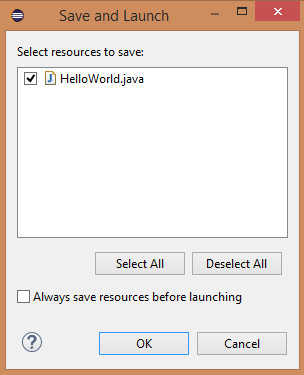 Save and Launch
Select resources to save:
HelloWorld.java
Select All
Deselect All
Always save resources before launching
OK
Cancel